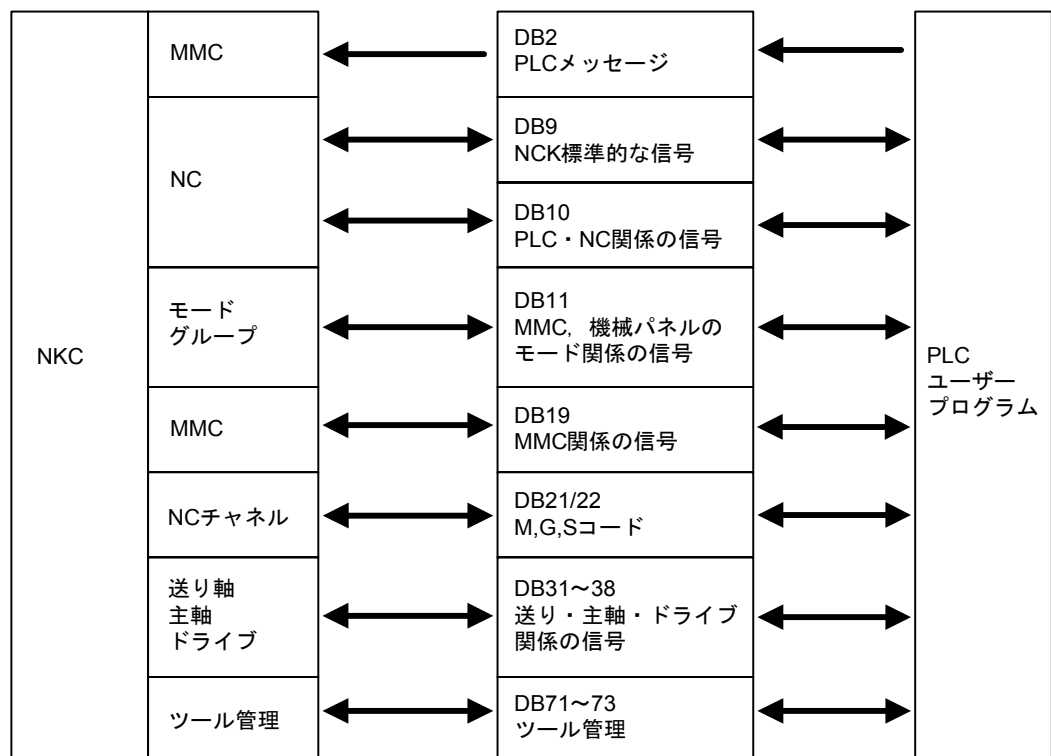 NKC
MMC
NC
モード
グループ
MMC
NCチャネル
送り軸
主軸
ドライブ
ツール管理
DB2
PLCメッセージ
DB9
NCK標準的な信号
DB10
PLC・NC関係の信号
DB11
MMC，機械パネルの
モード関係の信号
DB19
MMC関係の信号
DB21/22
M,G,Sコード
DB31～38
送り・主軸・ドライブ
関係の信号
DB71～73
ツール管理
PLC
ユーザー
プログラム